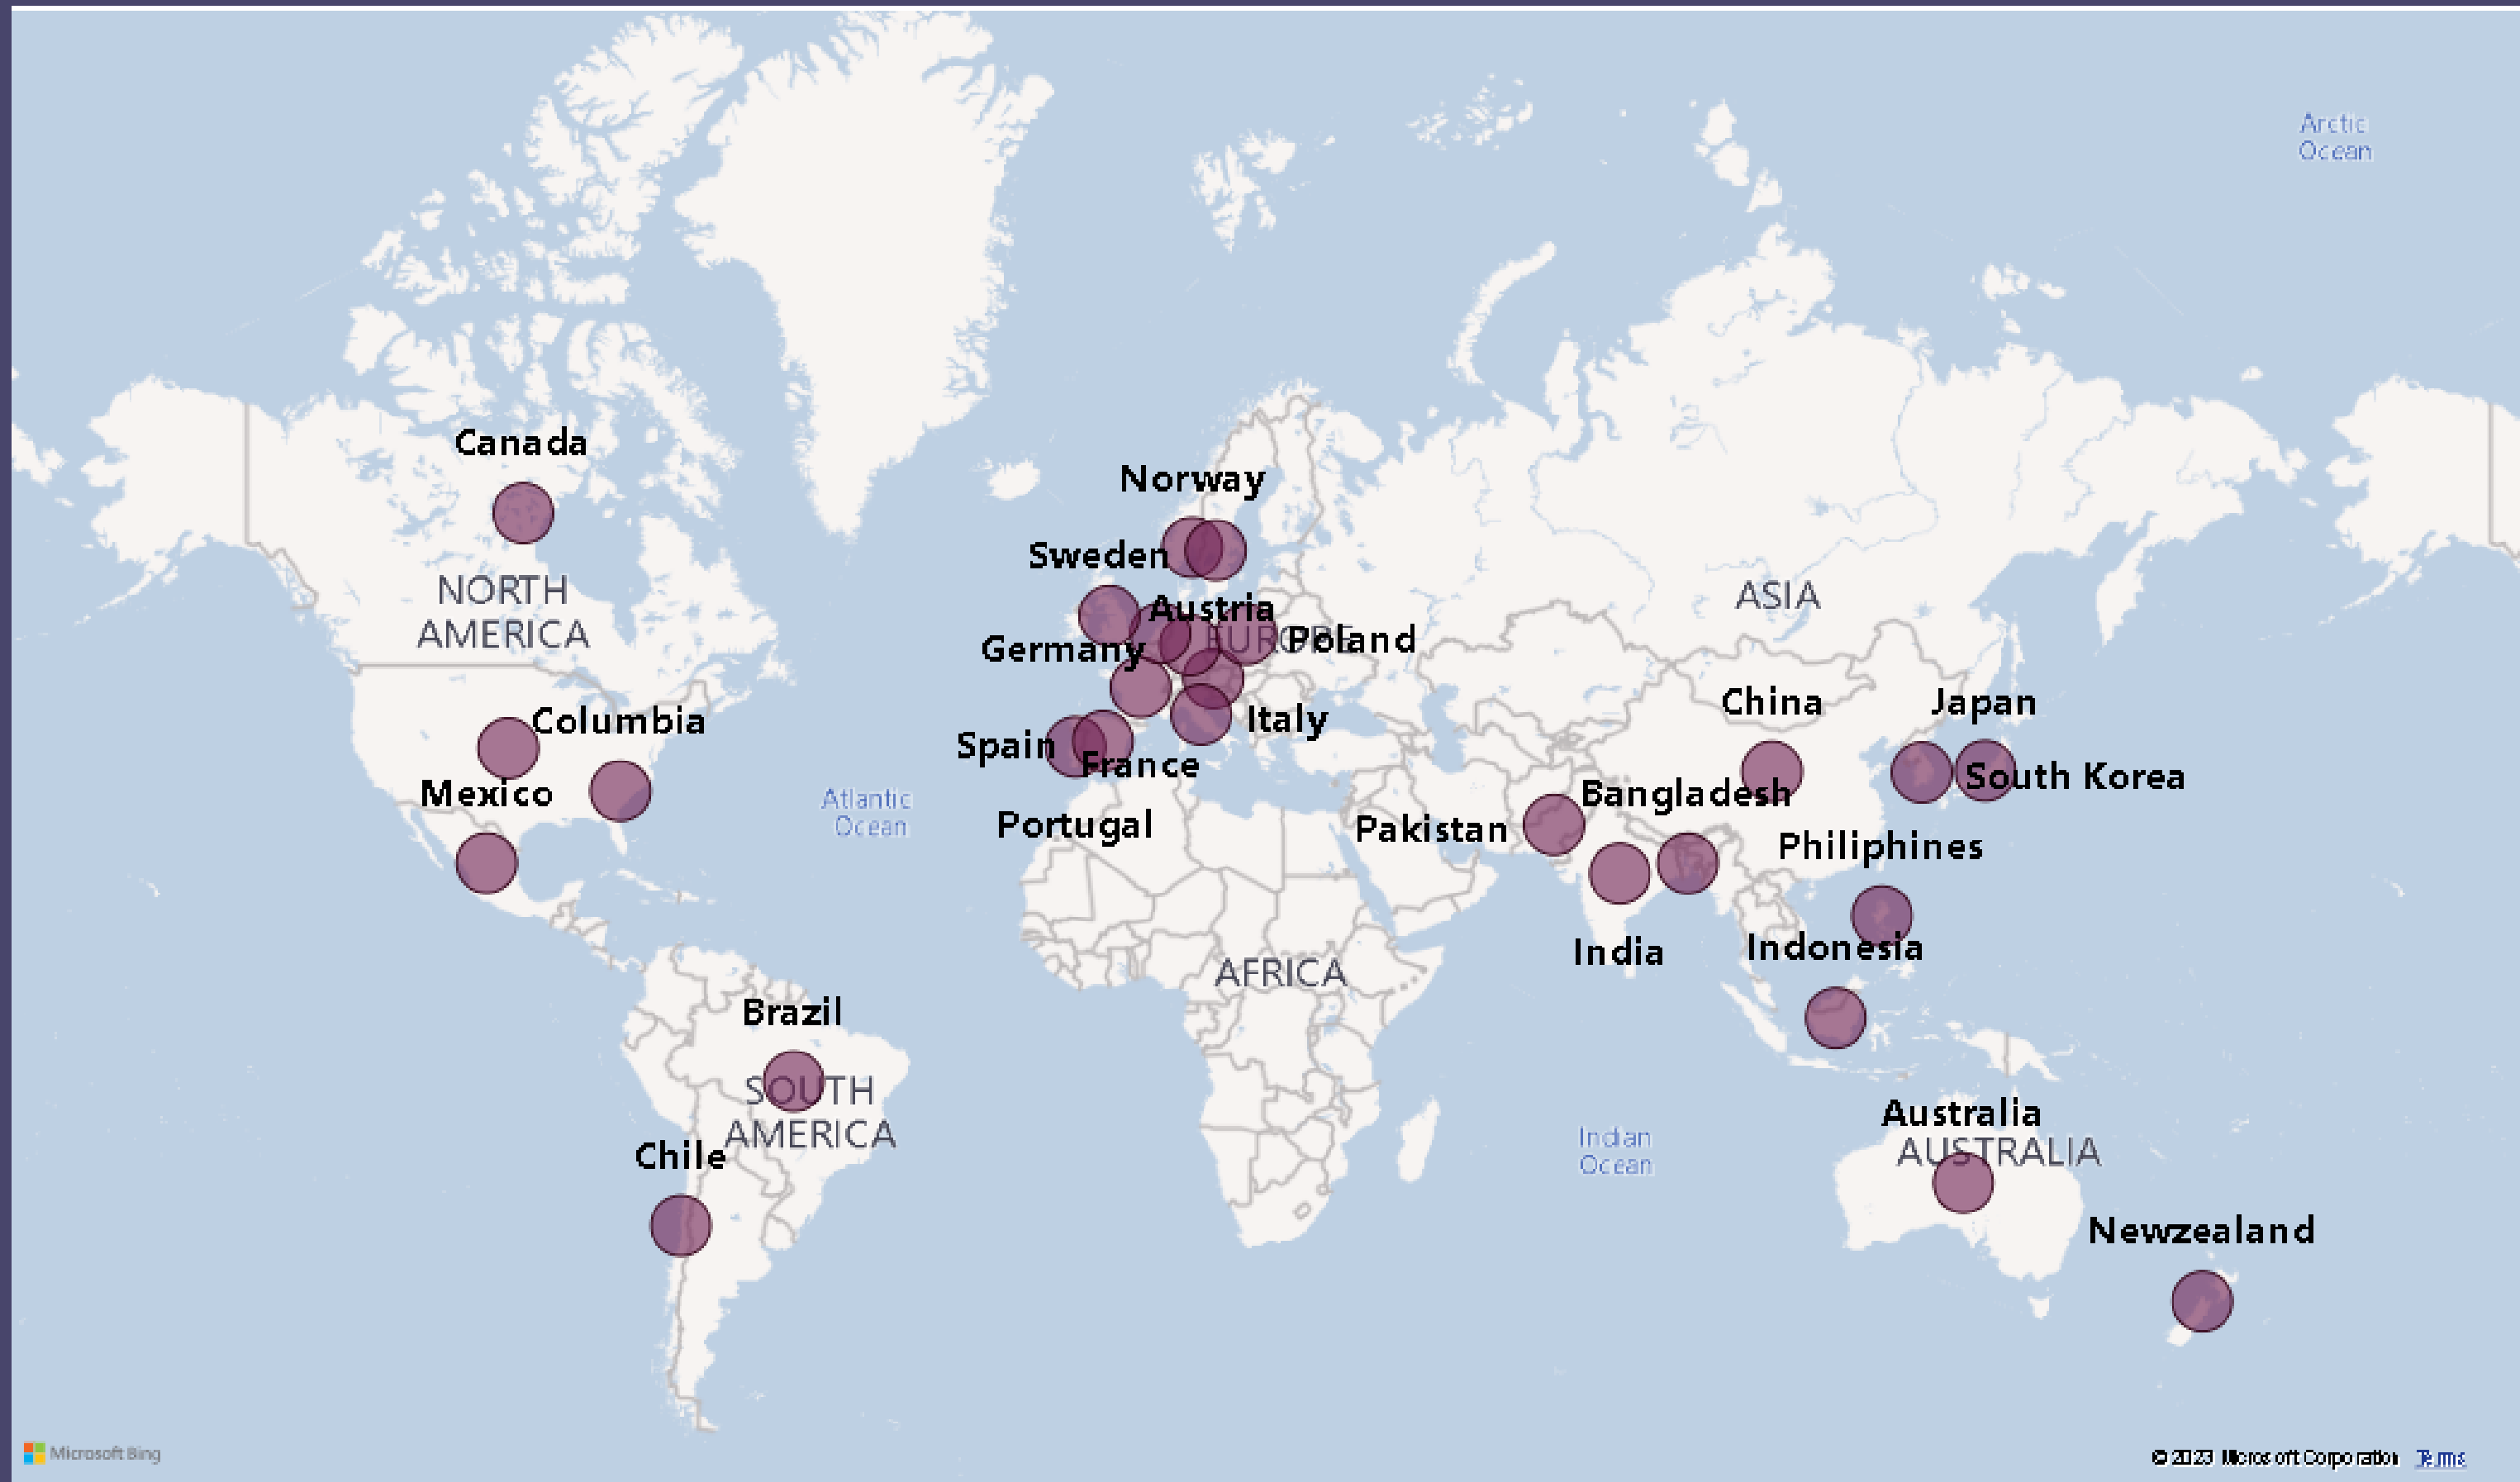 Arctic
Ocean
Canada
Norway
Sweden
NORTH
AMERICA
ASIA
Austria
EUROPE
Poland
Germany
China
Japan
Columbia
Italy
Spain
France
South Korea
Mexico
Bangladesh
Atlantic
Ocean
Portugal
Pakistan
Philiphines
India
Indonesia
AFRICA
Brazil
SOUTH
AMERICA
Chile
Australia
AUSTRALIA
Indian
Ocean
Newzealand
Microsoft Bing
© 2023 Microsoft Corporation Terms